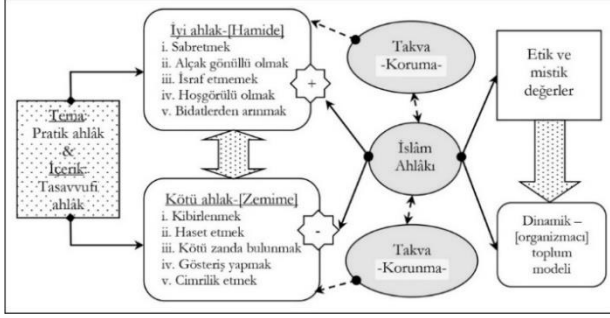 Tema:
Pratik ahlâk
&
İçerik:
Tasavvufi
ahlâk
İyi ahlak-[Hamide]
i. Sabretmek
ii. Alçak gönüllü olmak
iii. İsraf etmemek
iv. Hoşgörülü olmak
v. Bidatlerden arınmak
+
Kötü ahlak-[Zemime]
i. Kibirlenmek
ii. Haset etmek
iii. Kötü zanda bulunmak
iv. Gösteriş yapmak
v. Cimrilik etmek
-
Takva
-Koruma-
İslâm
Ahlâkı
Takva
-Korunma-
Etik ve
mistik
değerler
Dinamik –
[organizmacı]
toplum
modeli